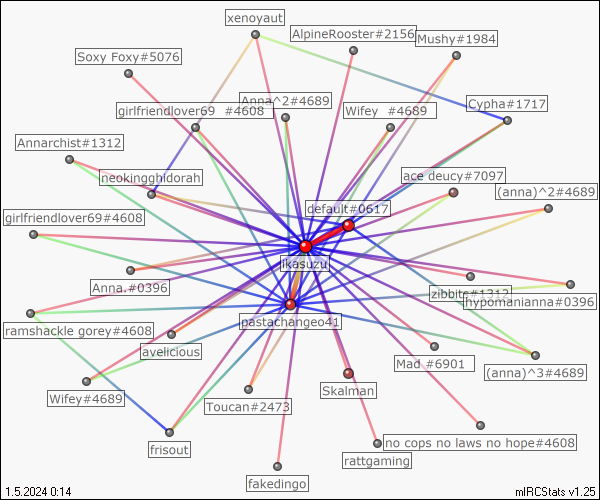 xenoyaut
AlpineRooster#2156
Mushy#1984
Soxy Foxy#5076
girlfriendlover69 #4608
Anna^2#4689
Wifey #4689
Cypha#1717
Annarchist#1312
neokingghidorah
ace deucy#7097
(anna)^2#4689
default#0617
girlfriendlover69#4608
ikasuzu
Anna.#0396
zibbits#1312
hypomanianna#0396
ramshackle gorey#4608
pastachangeo41
avelicious
Mad #6901
(anna)^3#4689
Skalman
Wifey#4689
Toucan#2473
no cops no laws no hope#4608
frisout
rattgaming
fakedingo
1.5.2024 0:14
mIRCStats v1.25